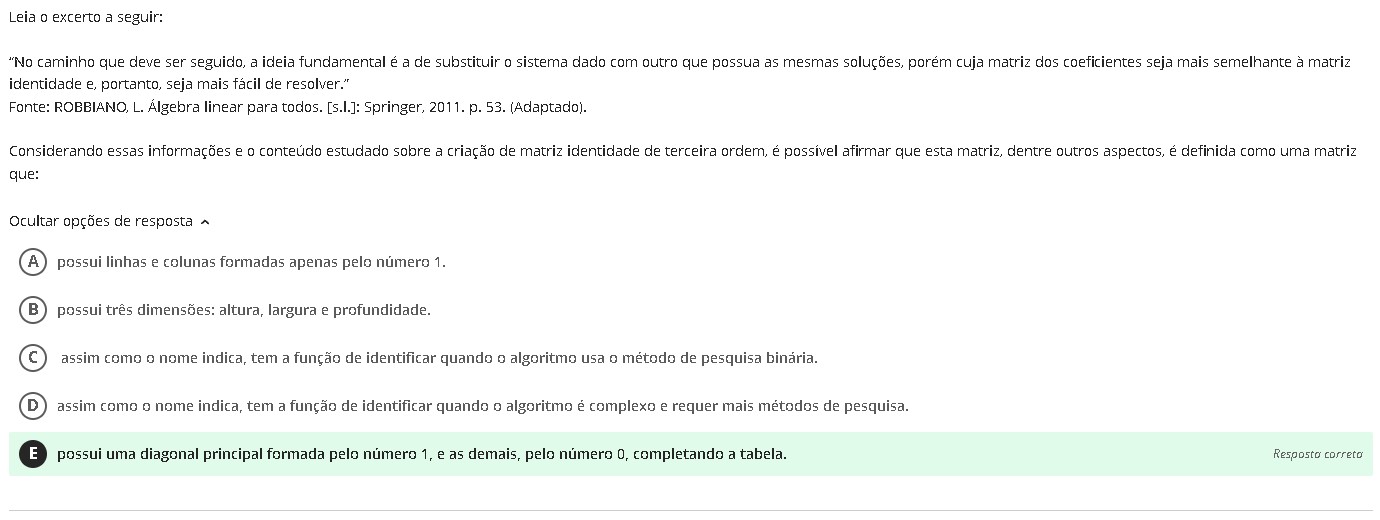 Leia o excerto a seguir:
“No caminho que deve ser seguido, a ideia fundamental é a de substituir o sistema dado com outro que possua as mesmas soluções, porém cuja matriz dos coeficientes seja mais semelhante à matriz
identidade e, portanto, seja mais fácil de resolver.”
Fonte: ROBBIANO, L. Álgebra linear para todos. [s.l.]: Springer, 2011. p. 53. (Adaptado).
Considerando essas informações e o conteúdo estudado sobre a criação de matriz identidade de terceira ordem, é possível afirmar que esta matriz, dentre outros aspectos, é definida como uma matriz
que:
Ocultar opções de resposta
A possui linhas e colunas formadas apenas pelo número 1.
B possui três dimensões: altura, largura e profundidade.
C assim como o nome indica, tem a função de identificar quando o algoritmo usa o método de pesquisa binária.
D assim como o nome indica, tem a função de identificar quando o algoritmo é complexo e requer mais métodos de pesquisa.
E possui uma diagonal principal formada pelo número 1, e as demais, pelo número 0, completando a tabela. Resposta correta